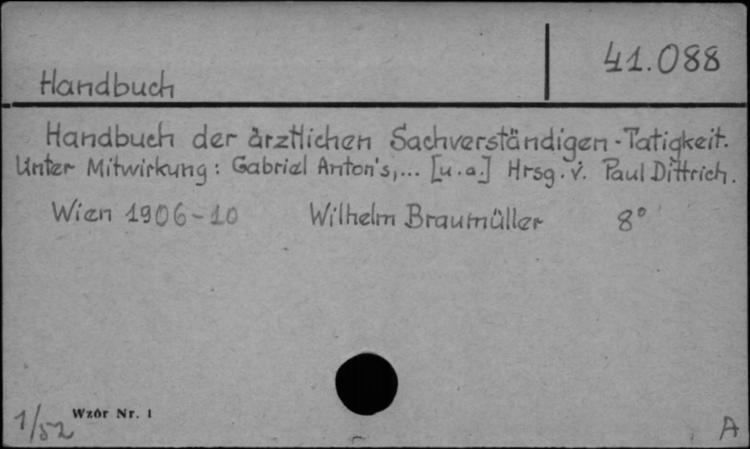 41.088
Handbuch
Handbuch der ärztlichen Sachverständigen-Tatigkeit.
Unter Mitwirkung: Gabriel Anton's,... [u.a.] Hrsg. v. Paul Dittrich.
Wien 1906-10 Wilhelm Braumüller 8°
1/52 Wzór Nr. 1
A